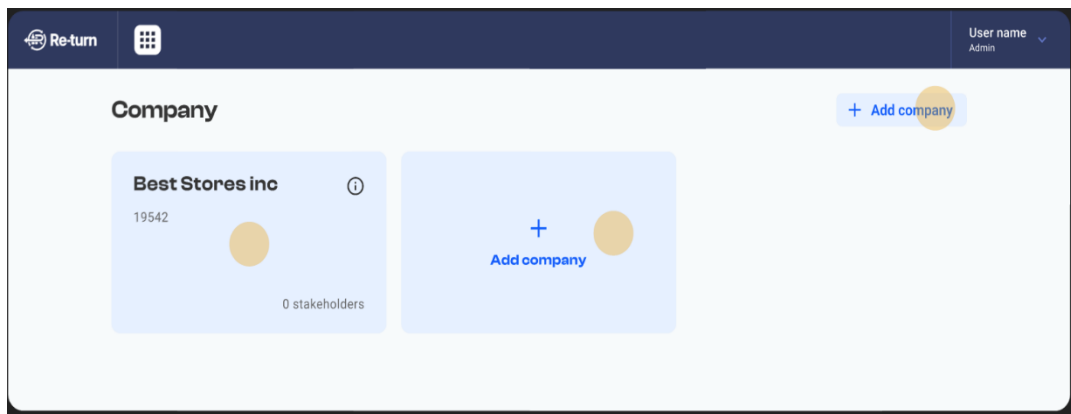 Re-turn
User name
Admin
Company
+ Add company
Best Stores inc
19542
0 stakeholders
+
Add company